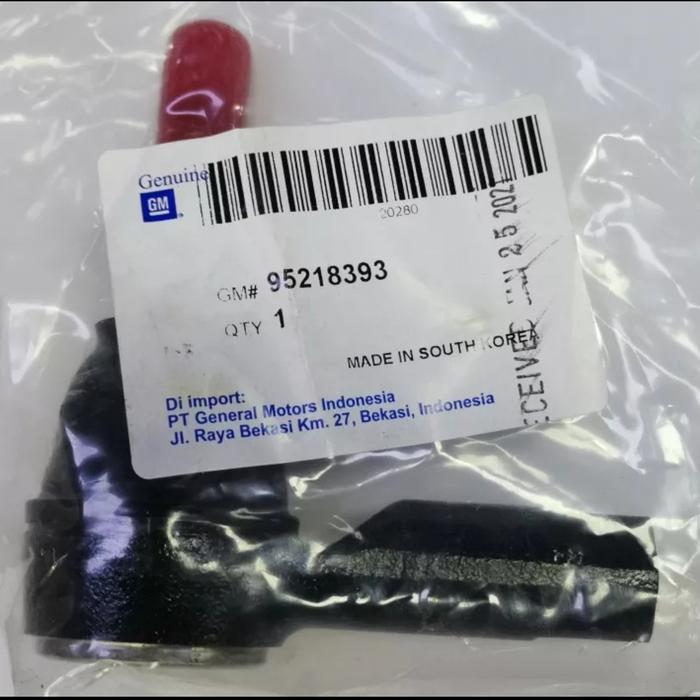 Genuine
GM
20280
GM# 95218393
QTY 1
MADE IN SOUTH KOREA
Di import:
PT General Motors Indonesia
Jl. Raya Bekasi Km. 27, Bekasi, Indonesia
25